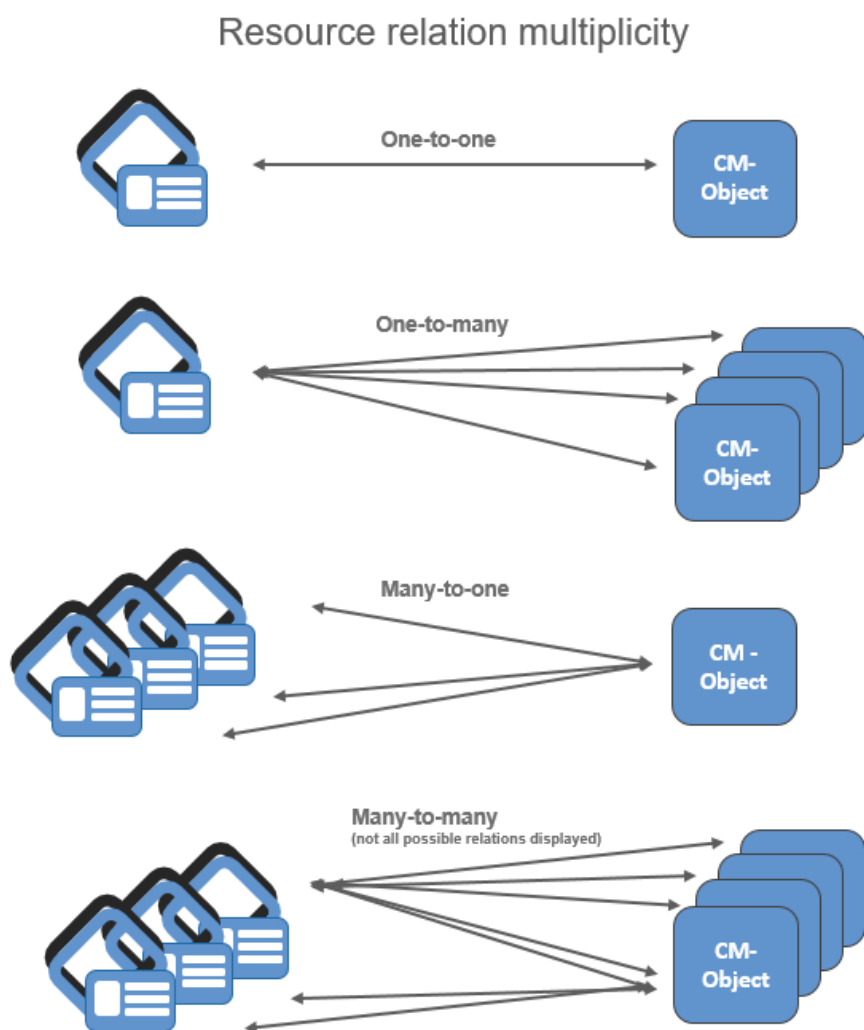 Resource relation multiplicity
One-to-one
CM-
Object
One-to-many
CM-
Object
Many-to-one
CM -
Object
Many-to-many
(not all possible relations displayed)
CM-
Object